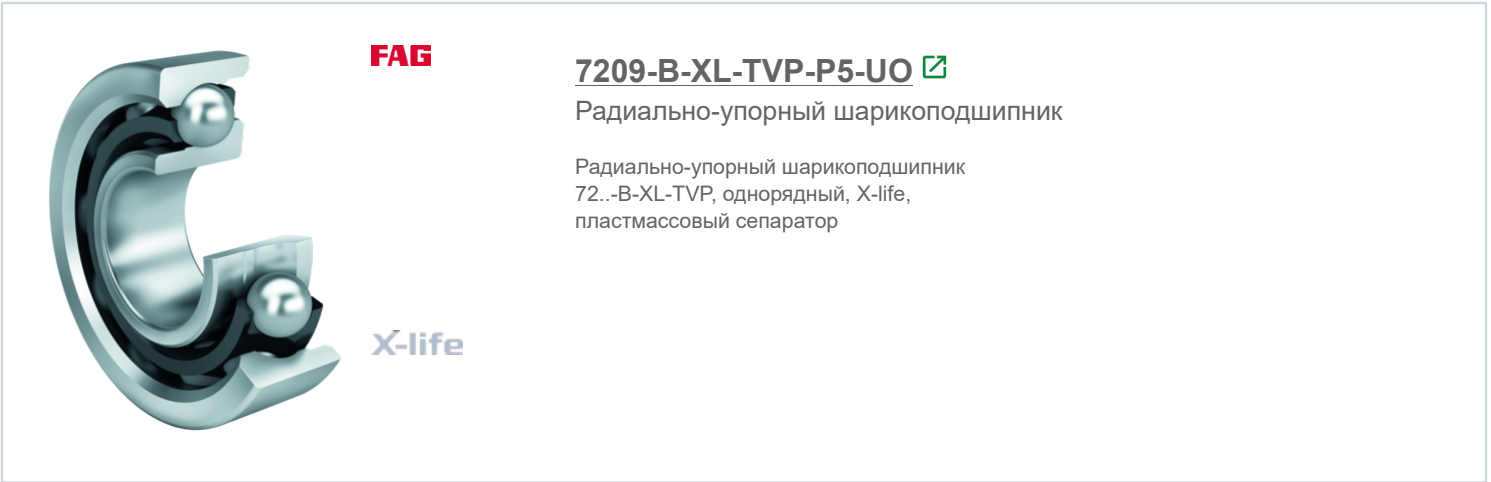 FAG
7209-B-XL-TVP-P5-UO
Радиально-упорный шарикоподшипник
Радиально-упорный шарикоподшипник
72..-B-XL-TVP, однорядный, X-life,
пластмассовый сепаратор
X-life